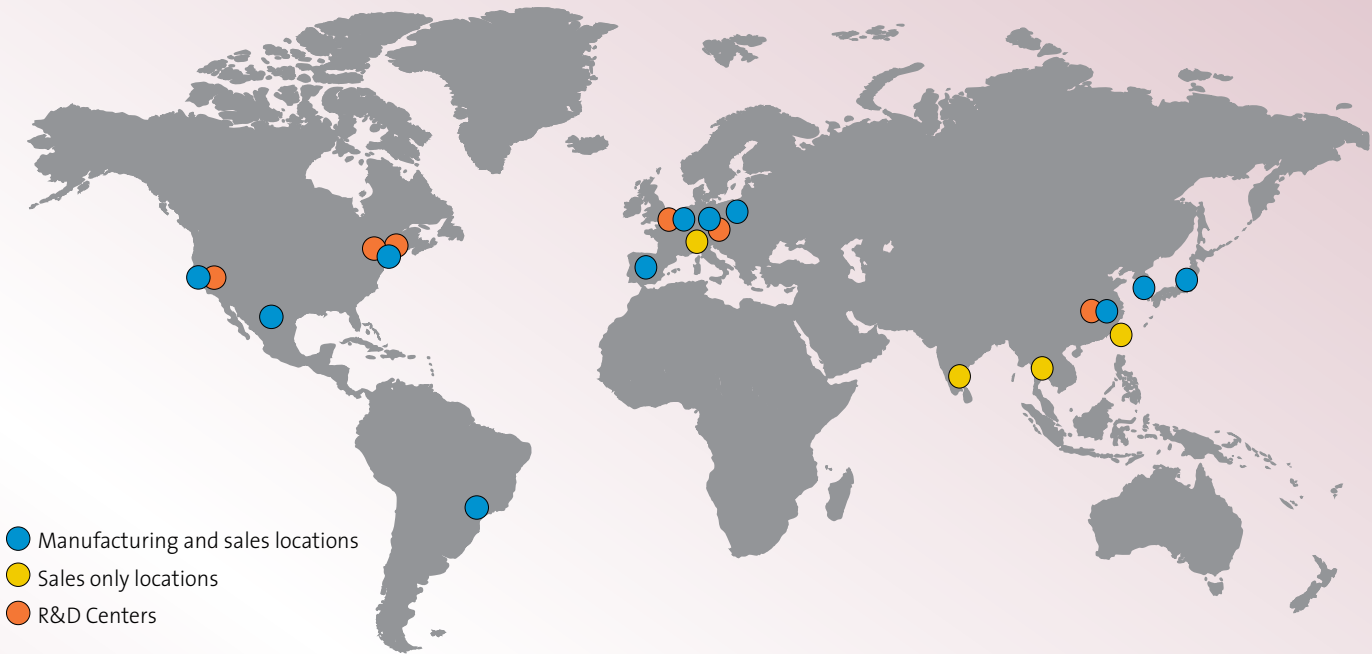 Manufacturing and sales locations
Sales only locations
R&D Centers